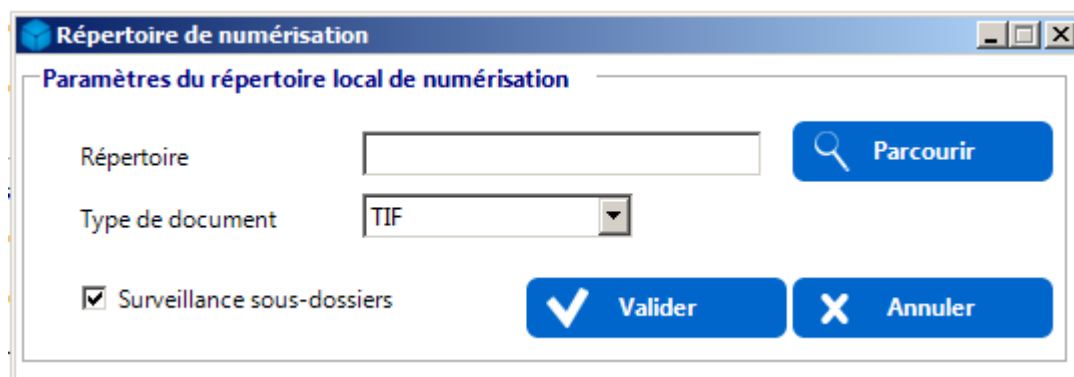 Répertoire de numérisation
Paramètres du répertoire local de numérisation
Répertoire
Parcourir
Type de document
TIF
Surveillance sous-dossiers
Valider
Annuler